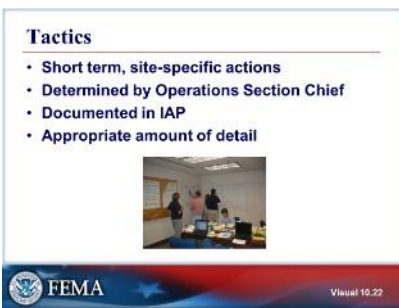 Tactics
• Short term, site-specific actions
• Determined by Operations Section Chief
• Documented in IAP
• Appropriate amount of detail
FEMA
Visual 10.22